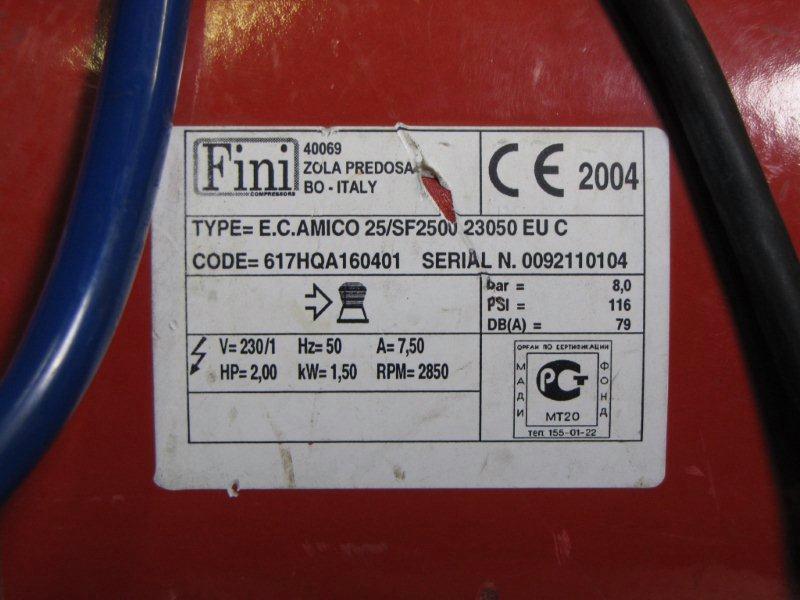 Fini
COMPRESSORS
40069
ZOLA PREDOSA
BO - ITALY
CE 2004
TYPE= E.C.AMICO 25/SF2500 23050 EU C
CODE= 617HQA160401 SERIAL N. 0092110104
bar = 8,0
PSI = 116
DB(A) = 79
V= 230/1 Hz= 50 A= 7,50
HP= 2,00 kW= 1,50 RPM= 2850
ОРГАН ПО СЕРТИФИКАЦИИ
МАДИ
РСТ
ФОНД
МТ20
тел. 155-01-22